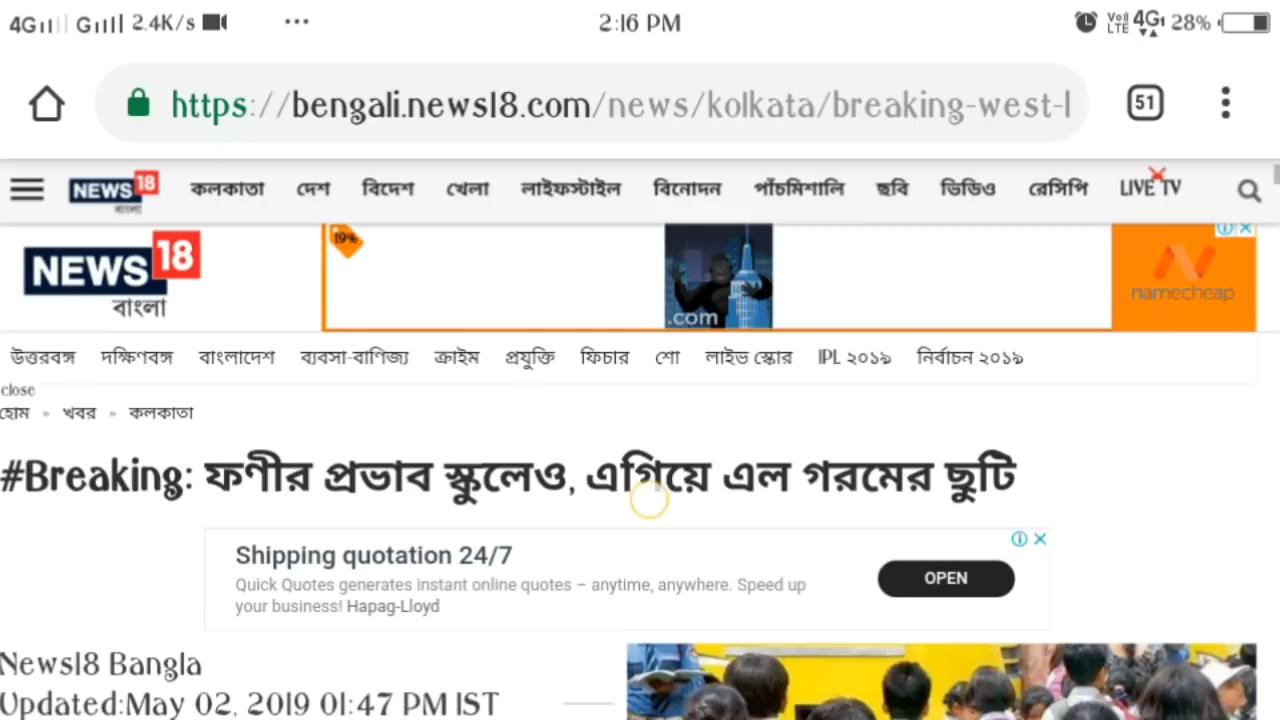 4G G 2.4K/s ... 2:16 PM Vo) LTE 4G 28%
https://bengali.news18.com/news/kolkata/breaking-west-l 51
NEWS 18 বাংলা কলকাতা দেশ বিদেশ খেলা লাইফস্টাইল বিনোদন পাঁচমিশালি ছবি ভিডিও রেসিপি LIVE TV
NEWS 18
বাংলা
19%
.com
namecheap
উত্তরবঙ্গ দক্ষিণবঙ্গ বাংলাদেশ ব্যবসা-বাণিজ্য ক্রাইম প্রযুক্তি ফিচার শো লাইভ স্কোর IPL ২০১৯ নির্বাচন ২০১৯
close
হোম » খবর » কলকাতা
#Breaking: ফণীর প্রভাব স্কুলেও, এগিয়ে এল গরমের ছুটি
Shipping quotation 24/7
Quick Quotes generates instant online quotes – anytime, anywhere. Speed up
your business! Hapag-Lloyd
OPEN
News18 Bangla
Updated:May 02, 2019 01:47 PM IST